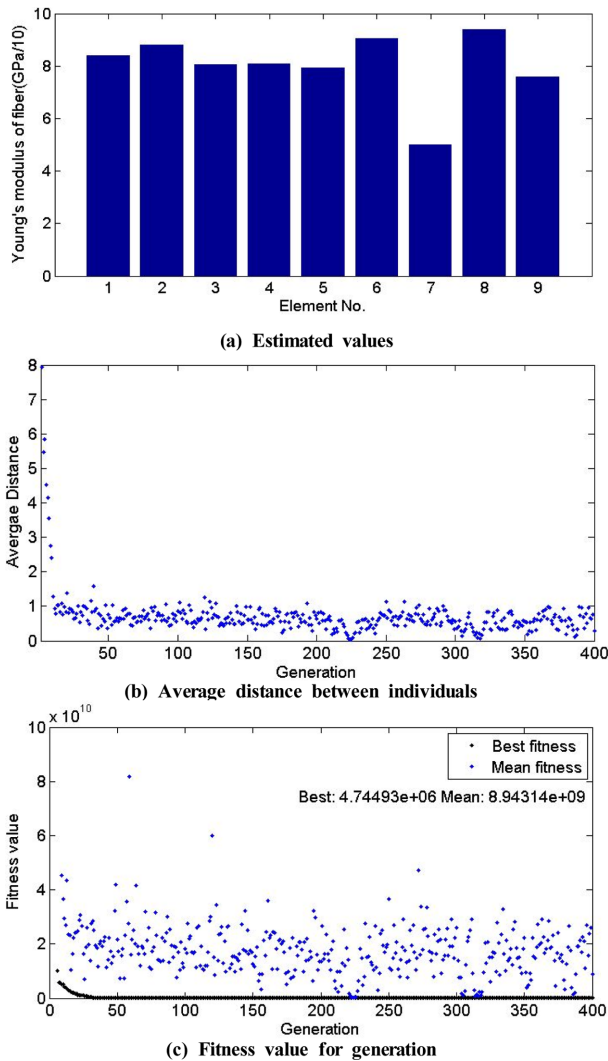 Young's modulus of fiber(GPa/10)
10
8
6
4
2
0
1 2 3 4 5 6 7 8 9
Element No.
(a) Estimated values
Avergae Distance
8
7
6
5
4
3
2
1
0
50 100 150 200 250 300 350 400
Generation
(b) Average distance between individuals
x 10^10
Fitness value
10
8
6
4
2
0
Best fitness
Mean fitness
Best: 4.74493e+06 Mean: 8.94314e+09
0 50 100 150 200 250 300 350 400
Generation
(c) Fitness value for generation